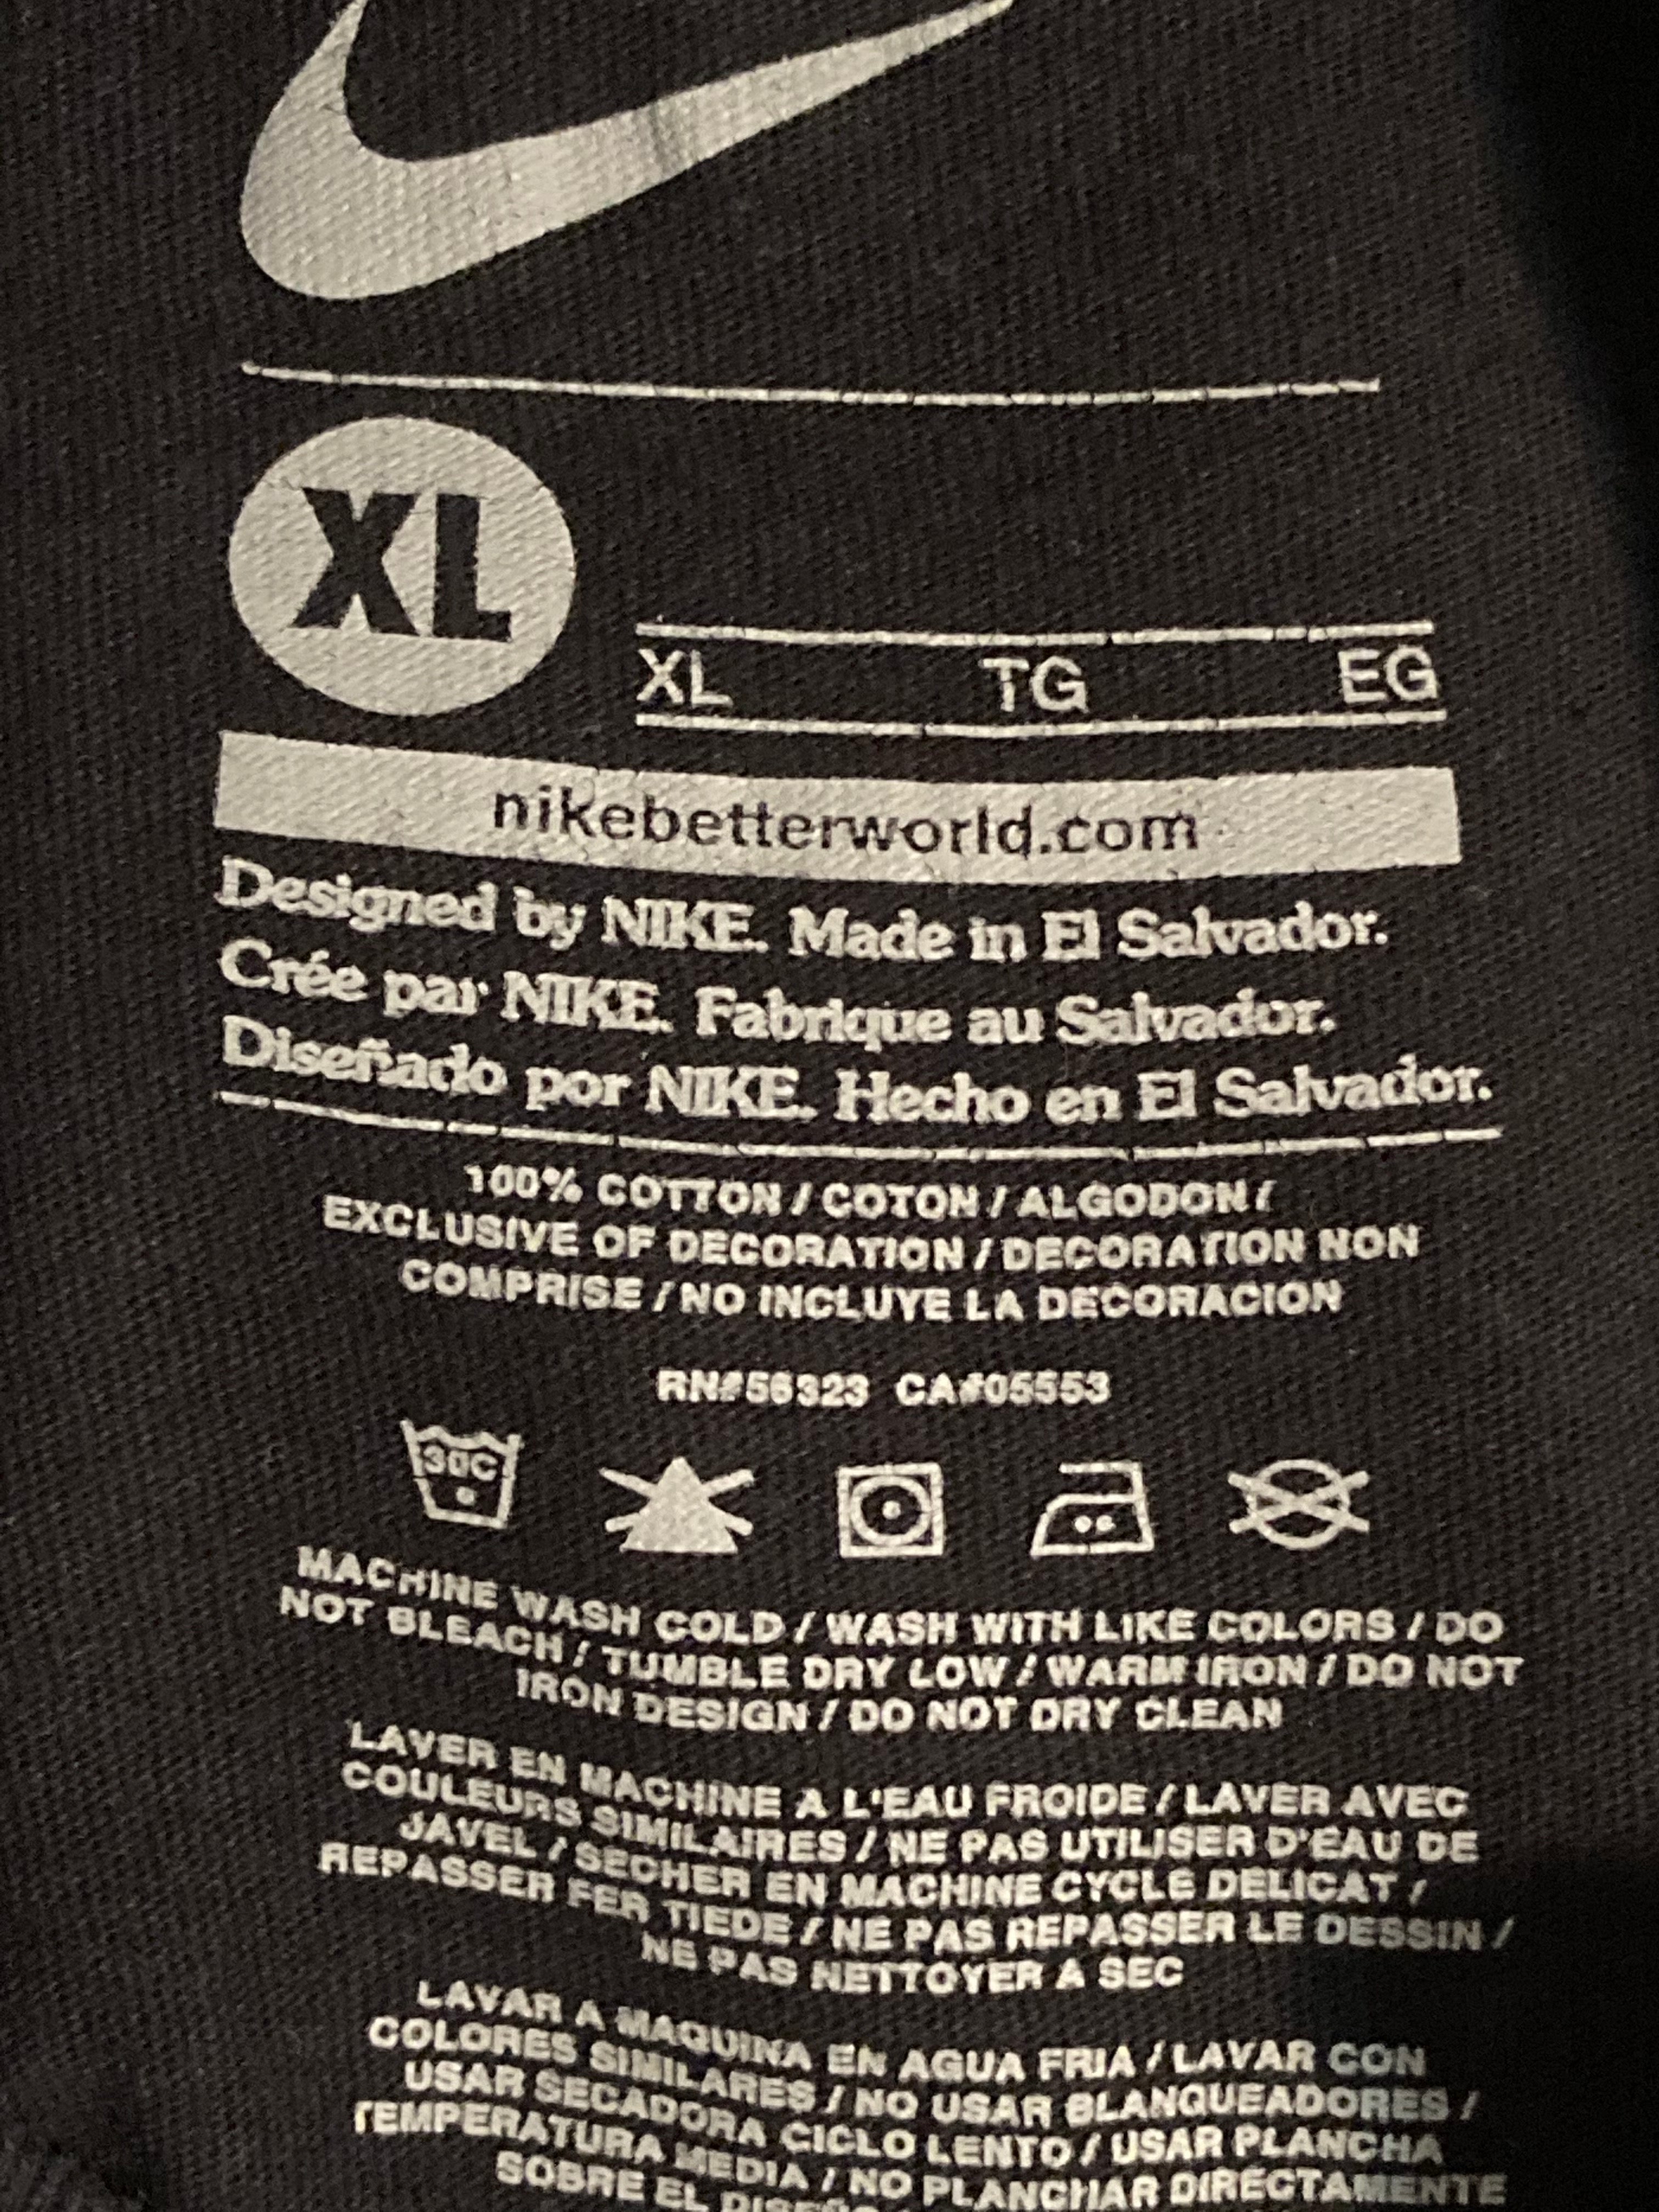 XL
XL TG EG
nikebetterworld.com
Designed by NIKE. Made in El Salvador.
Crée par NIKE. Fabrique au Salvador.
Diseñado por NIKE. Hecho en El Salvador.
100% COTTON / COTON / ALGODON /
EXCLUSIVE OF DECORATION / DECORATION NON
COMPRISE / NO INCLUYE LA DECORACION
RN#56323 CA#05553
30C
MACHINE WASH COLD / WASH WITH LIKE COLORS / DO
NOT BLEACH / TUMBLE DRY LOW / WARM IRON / DO NOT
IRON DESIGN / DO NOT DRY CLEAN
LAVER EN MACHINE A L'EAU FROIDE / LAVER AVEC
COULEURS SIMILAIRES / NE PAS UTILISER D'EAU DE
JAVEL / SECHER EN MACHINE CYCLE DELICAT /
REPASSER FER TIEDE / NE PAS REPASSER LE DESSIN /
NE PAS NETTOYER A SEC
LAVAR A MAQUINA EN AGUA FRIA / LAVAR CON
COLORES SIMILARES / NO USAR BLANQUEADORES /
USAR SECADORA CICLO LENTO / USAR PLANCHA
TEMPERATURA MEDIA / NO PLANCHAR DIRECTAMENTE
SOBRE EL